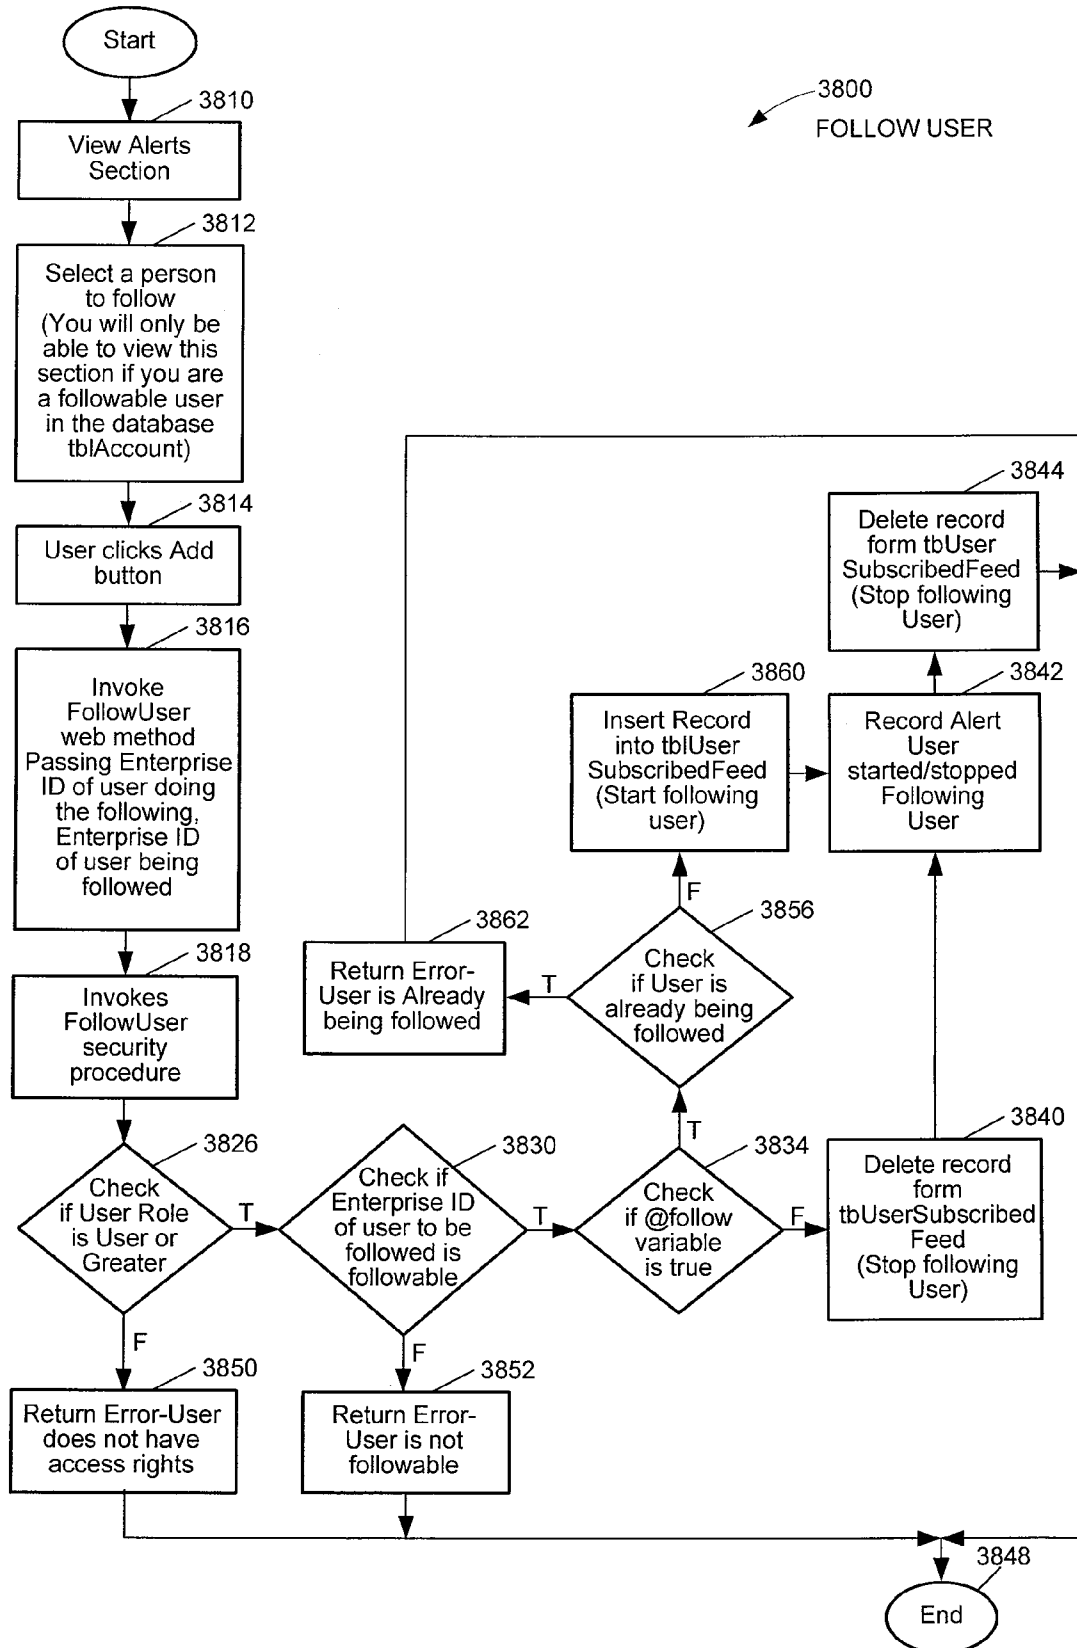 Start
3800
FOLLOW USER
3810
View Alerts
Section
3812
Select a person
to follow
(You will only be
able to view this
section if you are
a followable user
in the database
tblAccount)
3814
User clicks Add
button
3816
Invoke
FollowUser
web method
Passing Enterprise
ID of user doing
the following,
Enterprise ID
of user being
followed
3818
Invokes
FollowUser
security
procedure
3826
Check
if User Role
is User or
Greater
T
F
3850
Return Error-User
does not have
access rights
3830
Check if
Enterprise ID
of user to be
followed is
followable
T
F
3852
Return Error-
User is not
followable
3834
Check
if @follow
variable
is true
T
F
3856
Check
if User is
already being
followed
T
F
3862
Return Error-
User is Already
being followed
3860
Insert Record
into tblUser
SubscribedFeed
(Start following
user)
3840
Delete record
form
tbUserSubscribed
Feed
(Stop following
User)
3842
Record Alert
User
started/stopped
Following
User
3844
Delete record
form tbUser
SubscribedFeed
(Stop following
User)
3848
End